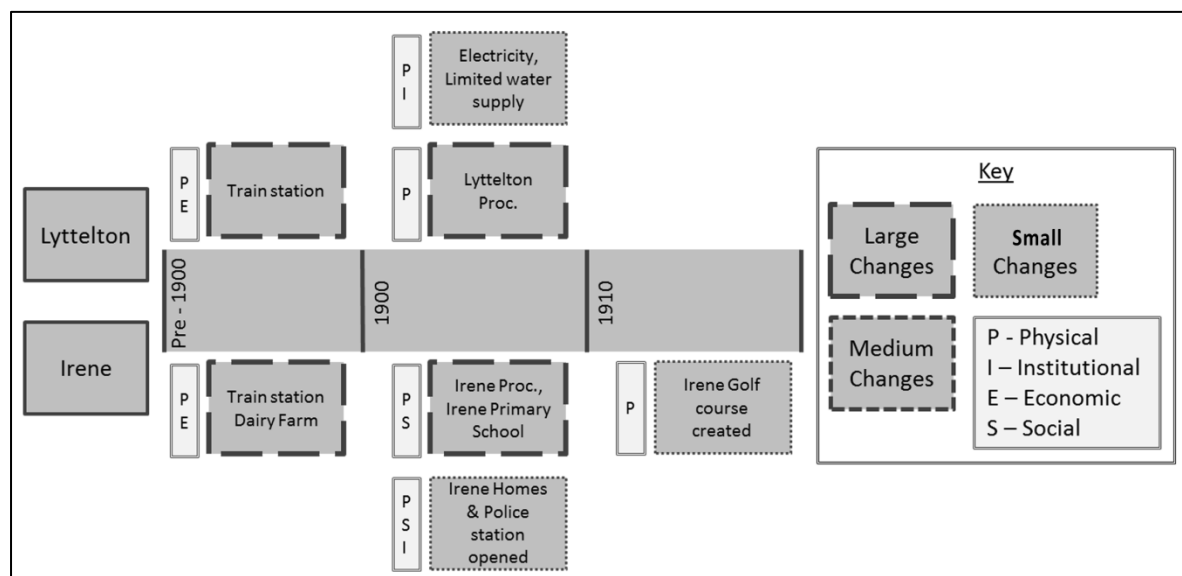 P
I
Electricity,
Limited water
supply
P
E
Train station
P
Lyttelton
Proc.
Lyttelton
Irene
Pre - 1900
1900
1910
P
E
Train station
Dairy Farm
P
S
Irene Proc.,
Irene Primary
School
P
Irene Golf
course
created
P
S
I
Irene Homes
& Police
station
opened
Key
Large
Changes
Small
Changes
Medium
Changes
P - Physical
I – Institutional
E – Economic
S – Social